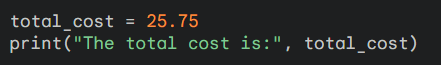 total_cost = 25.75
print("The total cost is:", total_cost)